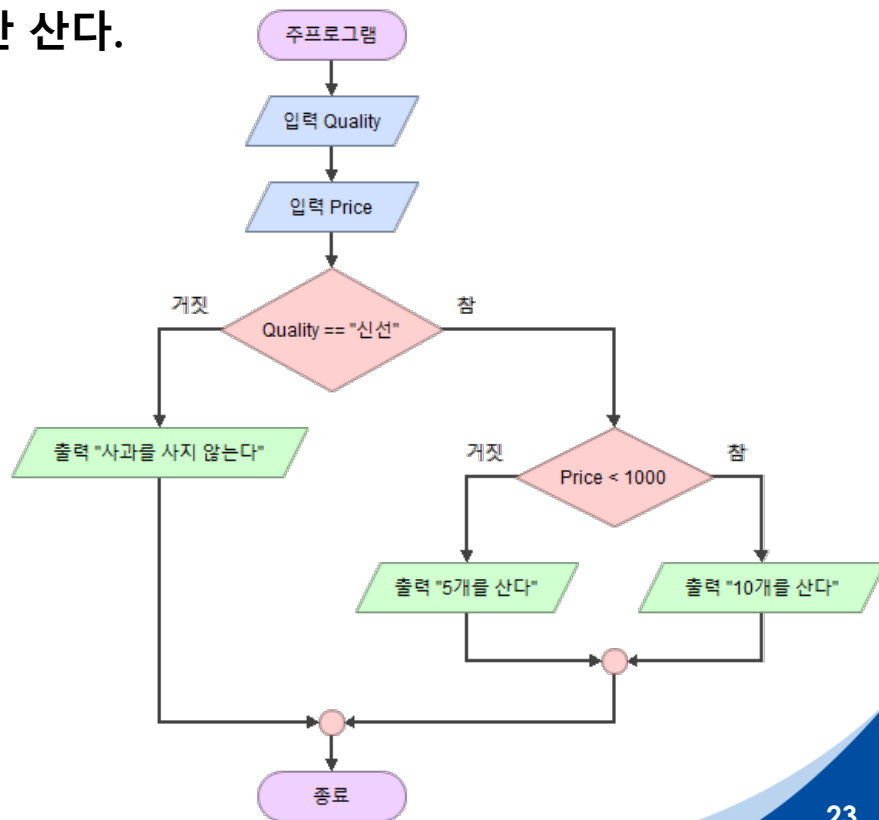 산다.
주프로그램
입력 Quality
입력 Price
거짓
참
Quality == "신선"
출력 "사과를 사지 않는다"
거짓
참
Price < 1000
출력 "5개를 산다"
출력 "10개를 산다"
종료
23